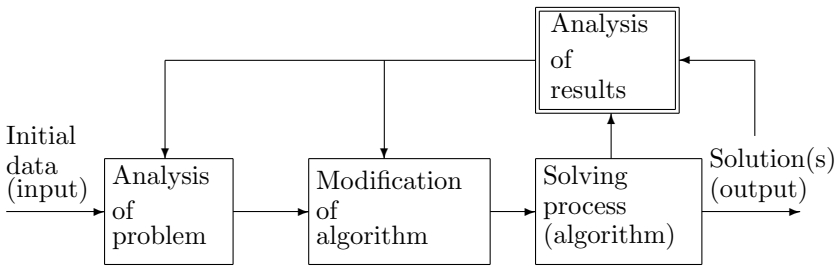 Analysis
of
results
Initial
data
(input)
Analysis
of
problem
Modification
of
algorithm
Solving
process
(algorithm)
Solution(s)
(output)